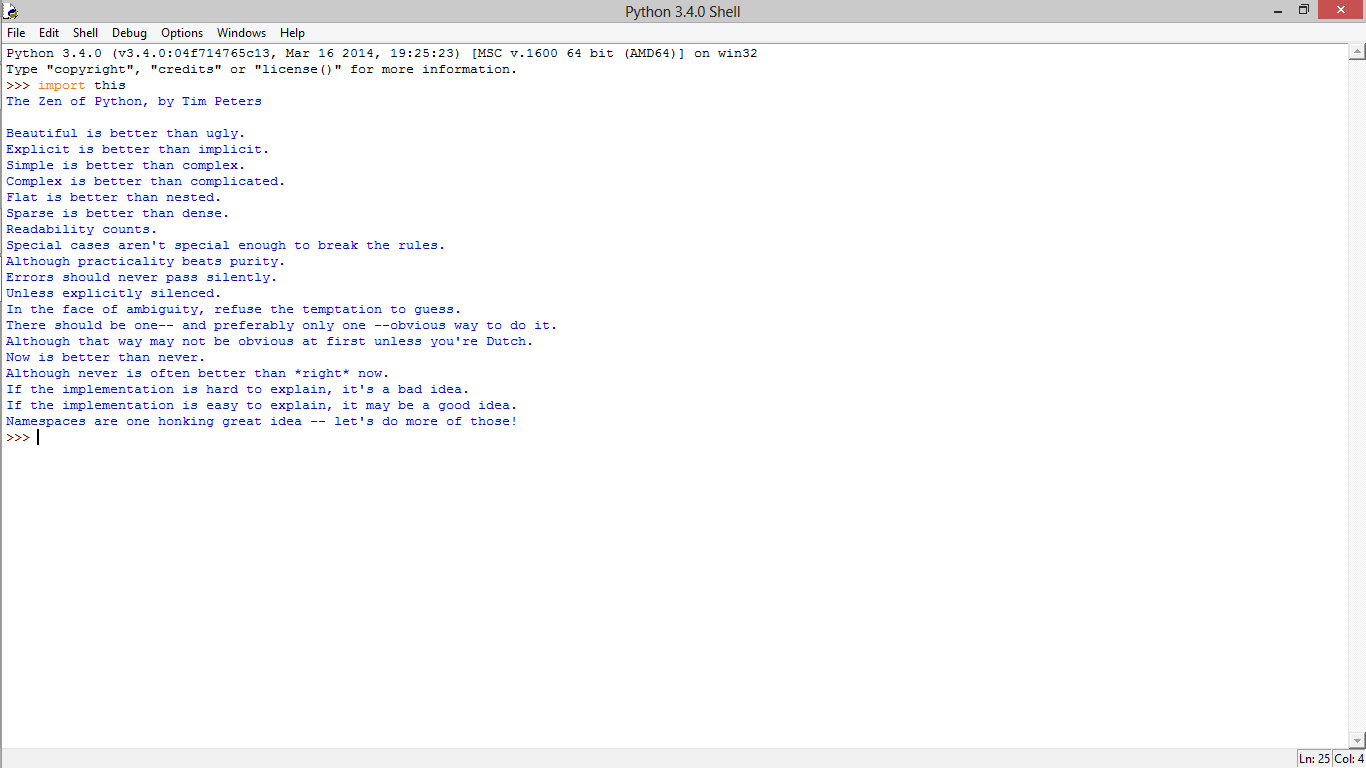 Python 3.4.0 Shell
File Edit Shell Debug Options Windows Help
Python 3.4.0 (v3.4.0:04f714765c13, Mar 16 2014, 19:25:23) [MSC v.1600 64 bit (AMD64)] on win32
Type "copyright", "credits" or "license()" for more information.
>>> import this
The Zen of Python, by Tim Peters

Beautiful is better than ugly.
Explicit is better than implicit.
Simple is better than complex.
Complex is better than complicated.
Flat is better than nested.
Sparse is better than dense.
Readability counts.
Special cases aren't special enough to break the rules.
Although practicality beats purity.
Errors should never pass silently.
Unless explicitly silenced.
In the face of ambiguity, refuse the temptation to guess.
There should be one-- and preferably only one --obvious way to do it.
Although that way may not be obvious at first unless you're Dutch.
Now is better than never.
Although never is often better than *right* now.
If the implementation is hard to explain, it's a bad idea.
If the implementation is easy to explain, it may be a good idea.
Namespaces are one honking great idea -- let's do more of those!
>>>
Ln: 25 Col: 4